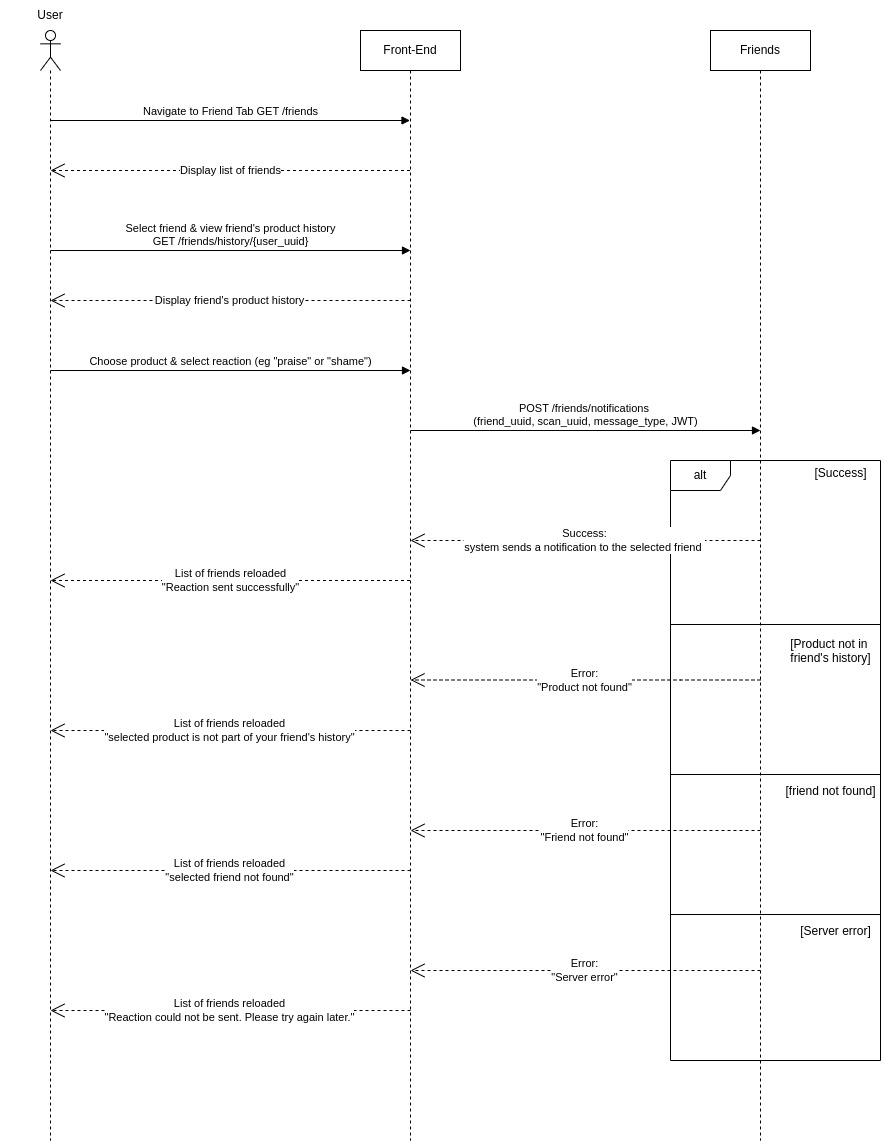 User
Front-End
Friends
Navigate to Friend Tab GET /friends
Display list of friends
Select friend & view friend's product history
GET /friends/history/{user_uuid}
Display friend's product history
Choose product & select reaction (eg "praise" or "shame")
POST /friends/notifications
(friend_uuid, scan_uuid, message_type, JWT)
alt
[Success]
Success:
system sends a notification to the selected friend
List of friends reloaded
"Reaction sent successfully"
[Product not in
friend's history]
Error:
"Product not found"
List of friends reloaded
"selected product is not part of your friend's history"
[friend not found]
Error:
"Friend not found"
List of friends reloaded
"selected friend not found"
[Server error]
Error:
"Server error"
List of friends reloaded
"Reaction could not be sent. Please try again later."